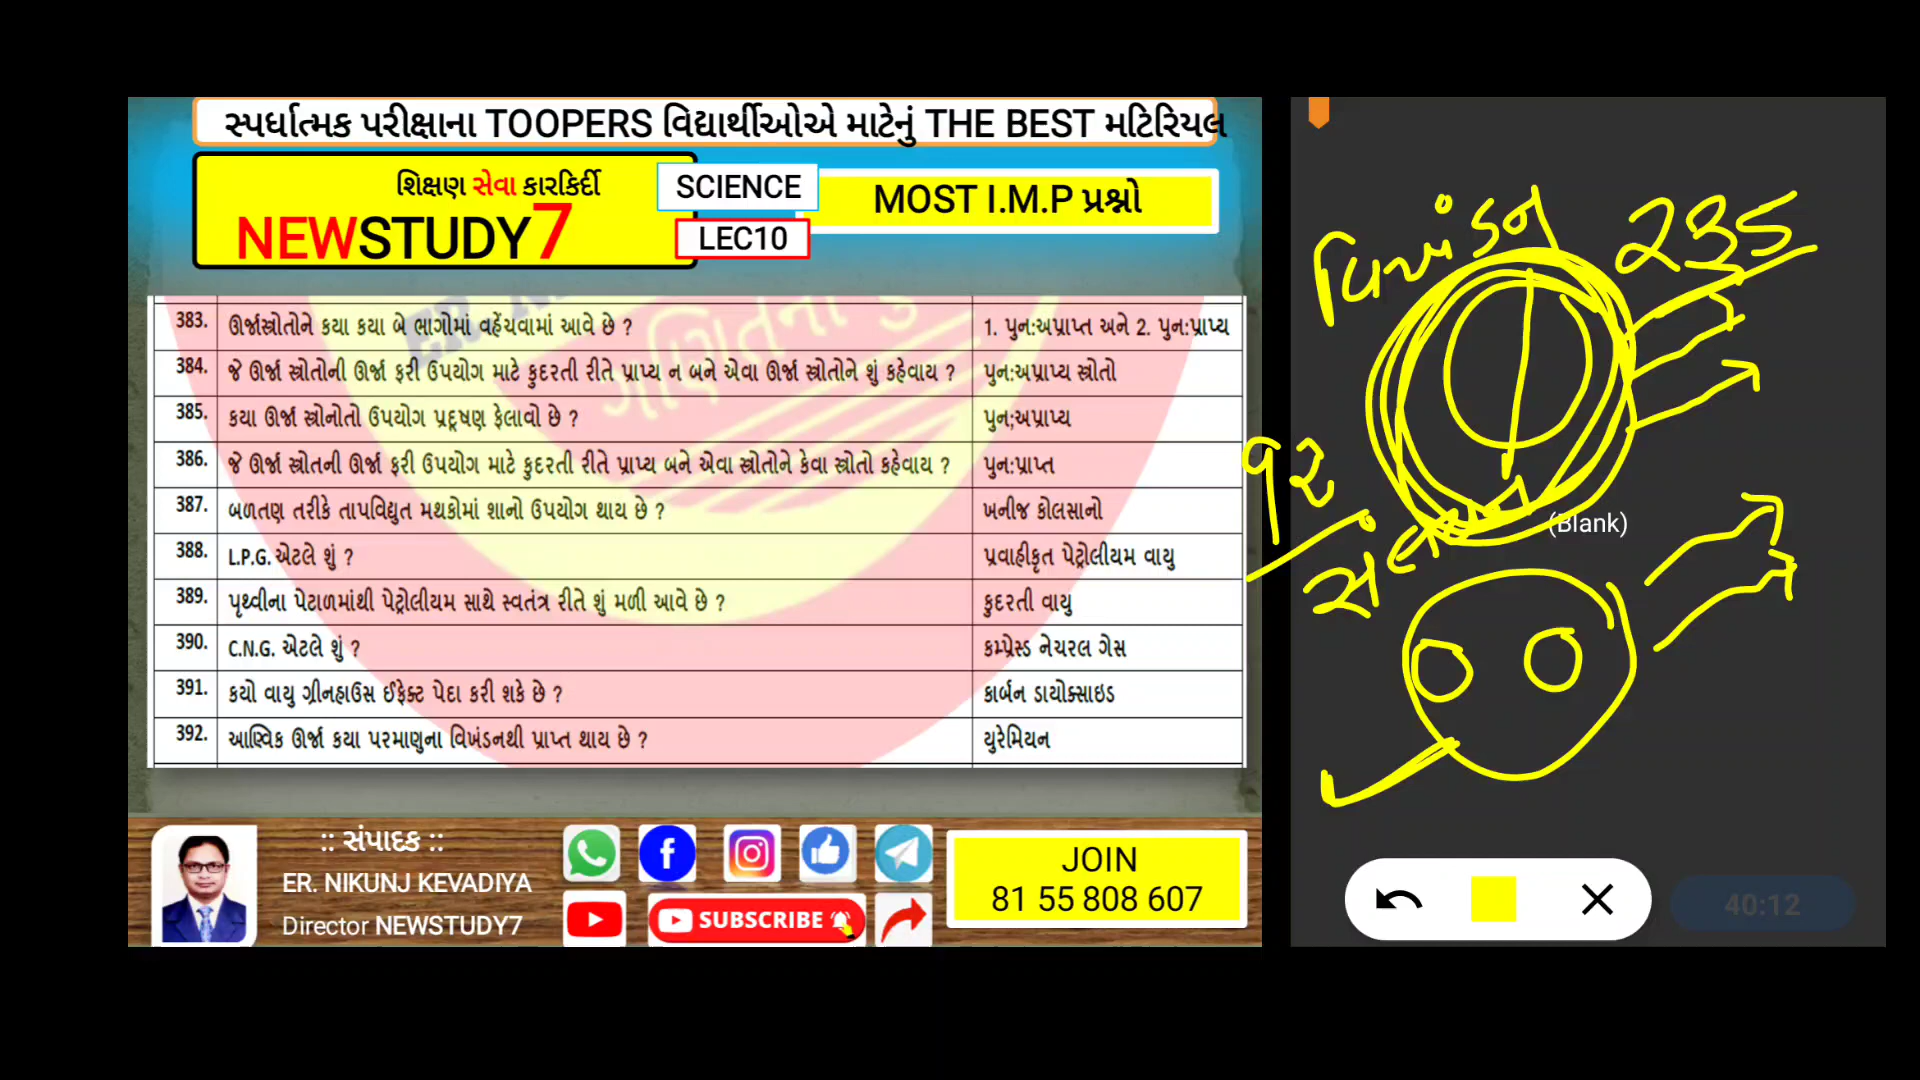 સ્પર્ધાત્મક પરીક્ષાના TOOPERS વિદ્યાર્થીઓએ માટેનું THE BEST મટિરિયલ
શિક્ષણ સેવા કારકિર્દી
NEWSTUDY7
SCIENCE
LEC10
MOST I.M.P પ્રશ્નો
383. ઊર્જાસ્ત્રોતોને કયા કયા બે ભાગોમાં વહેંચવામાં આવે છે ? 1. પુન:અપ્રાપ્ત અને 2. પુન:પ્રાપ્ય
384. જે ઊર્જા સ્ત્રોતોની ઊર્જા ફરી ઉપયોગ માટે કુદરતી રીતે પ્રાપ્ય ન બને એવા ઊર્જા સ્ત્રોતોને શું કહેવાય ? પુન:અપ્રાપ્ય સ્ત્રોતો
385. કયા ઊર્જા સ્ત્રોનોતો ઉપયોગ પ્રદૂષણ ફેલાવો છે ? પુન;અપ્રાપ્ય
386. જે ઊર્જા સ્ત્રોતની ઊર્જા ફરી ઉપયોગ માટે કુદરતી રીતે પ્રાપ્ય બને એવા સ્ત્રોતોને કેવા સ્ત્રોતો કહેવાય ? પુન:પ્રાપ્ત
387. બળતણ તરીકે તાપવિદ્યુત મથકોમાં શાનો ઉપયોગ થાય છે ? ખનીજ કોલસાનો
388. L.P.G. એટલે શું ? પ્રવાહીકૃત પેટ્રોલીયમ વાયુ
389. પૃથ્વીના પેટાળમાંથી પેટ્રોલીયમ સાથે સ્વતંત્ર રીતે શું મળી આવે છે ? કુદરતી વાયુ
390. C.N.G. એટલે શું ? કમ્પ્રેસ્ડ નેચરલ ગેસ
391. કયો વાયુ ગ્રીનહાઉસ ઈફેક્ટ પેદા કરી શકે છે ? કાર્બન ડાયોક્સાઇડ
392. આણ્વિક ઊર્જા કયા પરમાણુના વિખંડનથી પ્રાપ્ત થાય છે ? યુરેમિયન
:: સંપાદક ::
ER. NIKUNJ KEVADIYA
Director NEWSTUDY7
SUBSCRIBE
JOIN
81 55 808 607
વિખંડન
235
૯૨
(Blank)
40:12